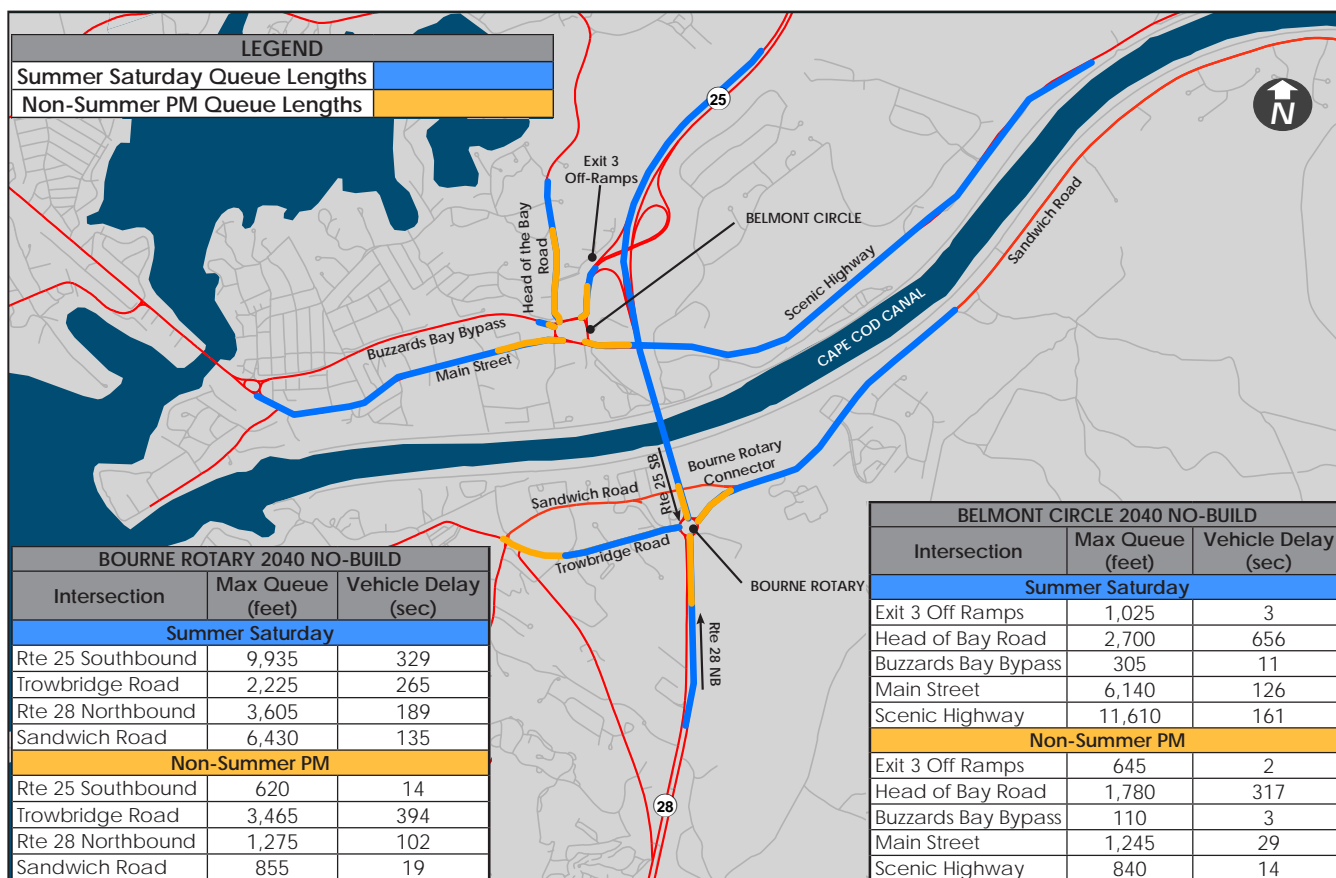 LEGEND
Summer Saturday Queue Lengths
Non-Summer PM Queue Lengths
25
N
Exit 3
Off-Ramps
BELMONT CIRCLE
Head of the Bay
Road
Scenic Highway
Sandwich Road
Buzzards Bay Bypass
Main Street
CAPE COD CANAL
Rte 25 SB
Bourne Rotary
Connector
Sandwich Road
Trowbridge Road
BOURNE ROTARY
Rte 28 NB
28
BOURNE ROTARY 2040 NO-BUILD
Intersection Max Queue (feet) Vehicle Delay (sec)
Summer Saturday
Rte 25 Southbound 9,935 329
Trowbridge Road 2,225 265
Rte 28 Northbound 3,605 189
Sandwich Road 6,430 135
Non-Summer PM
Rte 25 Southbound 620 14
Trowbridge Road 3,465 394
Rte 28 Northbound 1,275 102
Sandwich Road 855 19
BELMONT CIRCLE 2040 NO-BUILD
Intersection Max Queue (feet) Vehicle Delay (sec)
Summer Saturday
Exit 3 Off Ramps 1,025 3
Head of Bay Road 2,700 656
Buzzards Bay Bypass 305 11
Main Street 6,140 126
Scenic Highway 11,610 161
Non-Summer PM
Exit 3 Off Ramps 645 2
Head of Bay Road 1,780 317
Buzzards Bay Bypass 110 3
Main Street 1,245 29
Scenic Highway 840 14